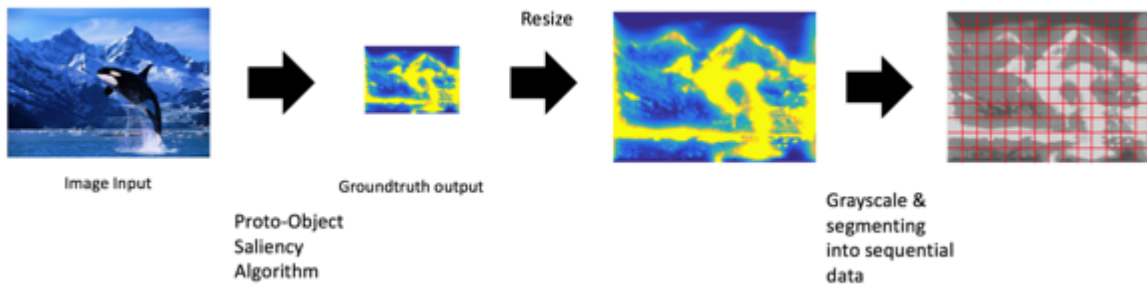 Resize
Image Input
Groundtruth output
Proto-Object
Saliency
Algorithm
Grayscale &
segmenting
into sequential
data